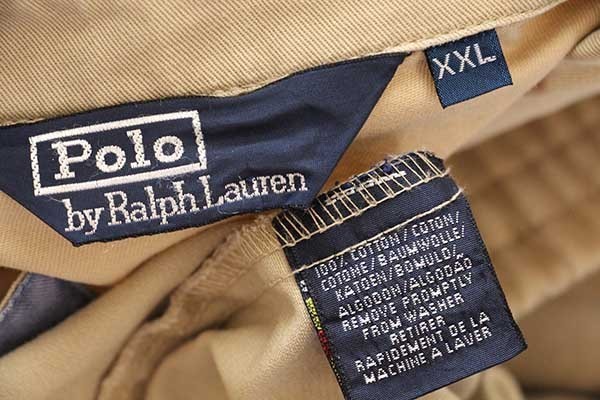 XXL
Polo
by Ralph Lauren
100% COTTON/COTON/
COTONE/BAUMWOLLE/
KATOEN/BOMULD/
ALGODON/ALGODÃO
REMOVE PROMPTLY
FROM WASHER
RETIRER
RAPIDEMENT DE LA
MACHINE A LAVER